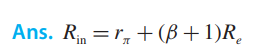 Ans. R_in = r_π + (β + 1)R_e